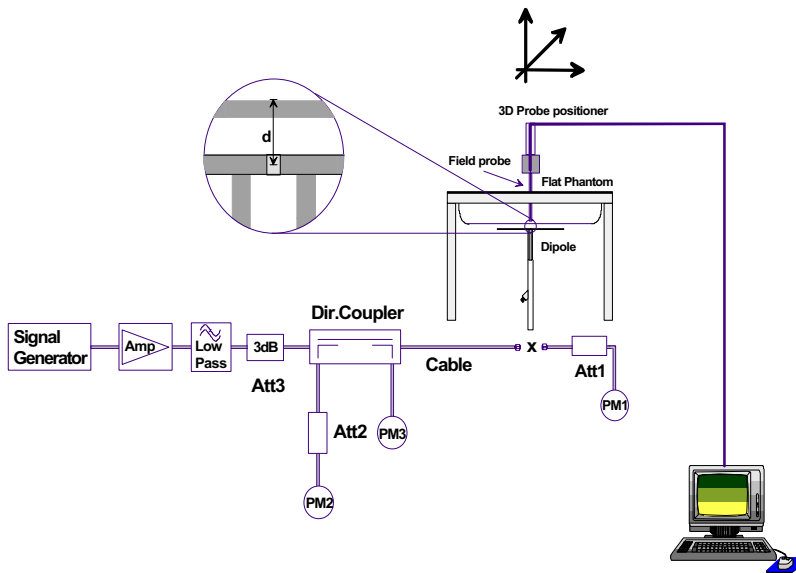 3D Probe positioner
d
Field probe
Flat Phantom
Dipole
Dir.Coupler
Signal
Generator
Amp
Low
Pass
3dB
Cable
x
Att3
Att1
PM1
Att2
PM3
PM2